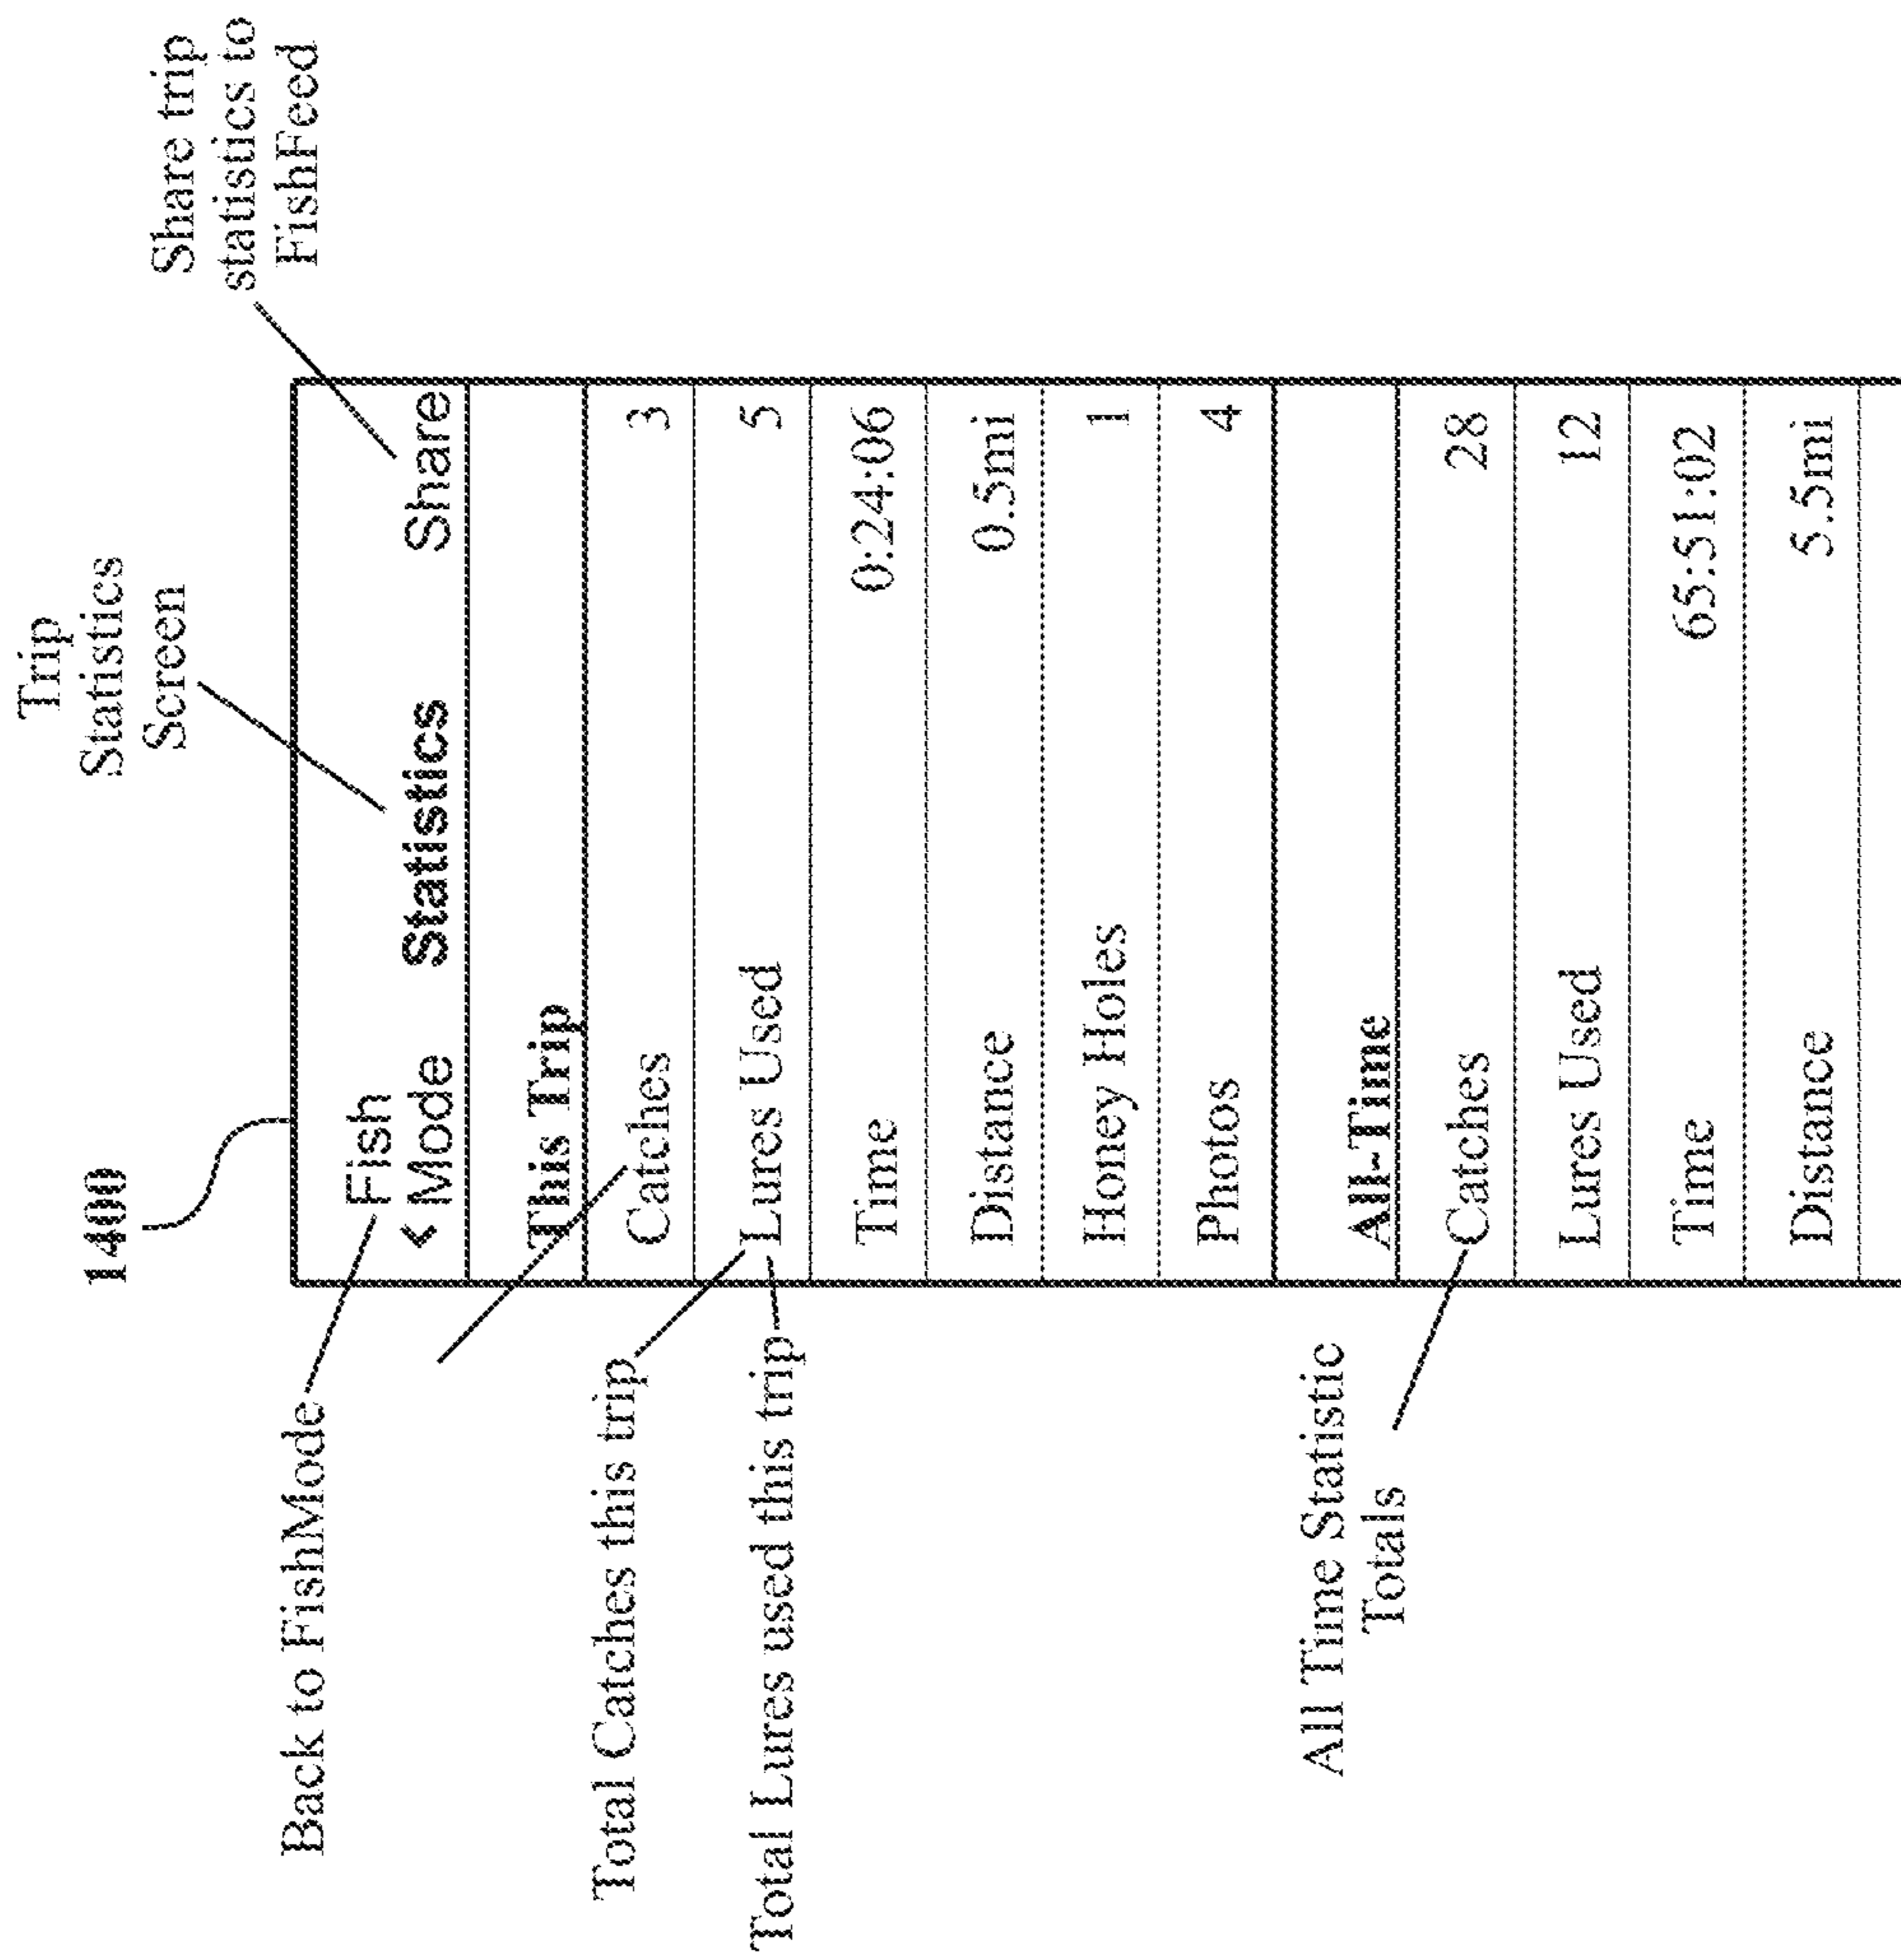 1400
Trip
Statistics
Screen
Share trip
statistics to
FishFeed
Back to FishMode
Fish
< Mode
Statistics
Share
This Trip
Catches 3
Total Catches this trip
Lures Used 5
Total Lures used this trip
Time 0:24:06
Distance 0.5mi
Honey Holes 1
Photos 4
All-Time
All Time Statistic
Totals
Catches 28
Lures Used 12
Time 65:51:02
Distance 5.5mi